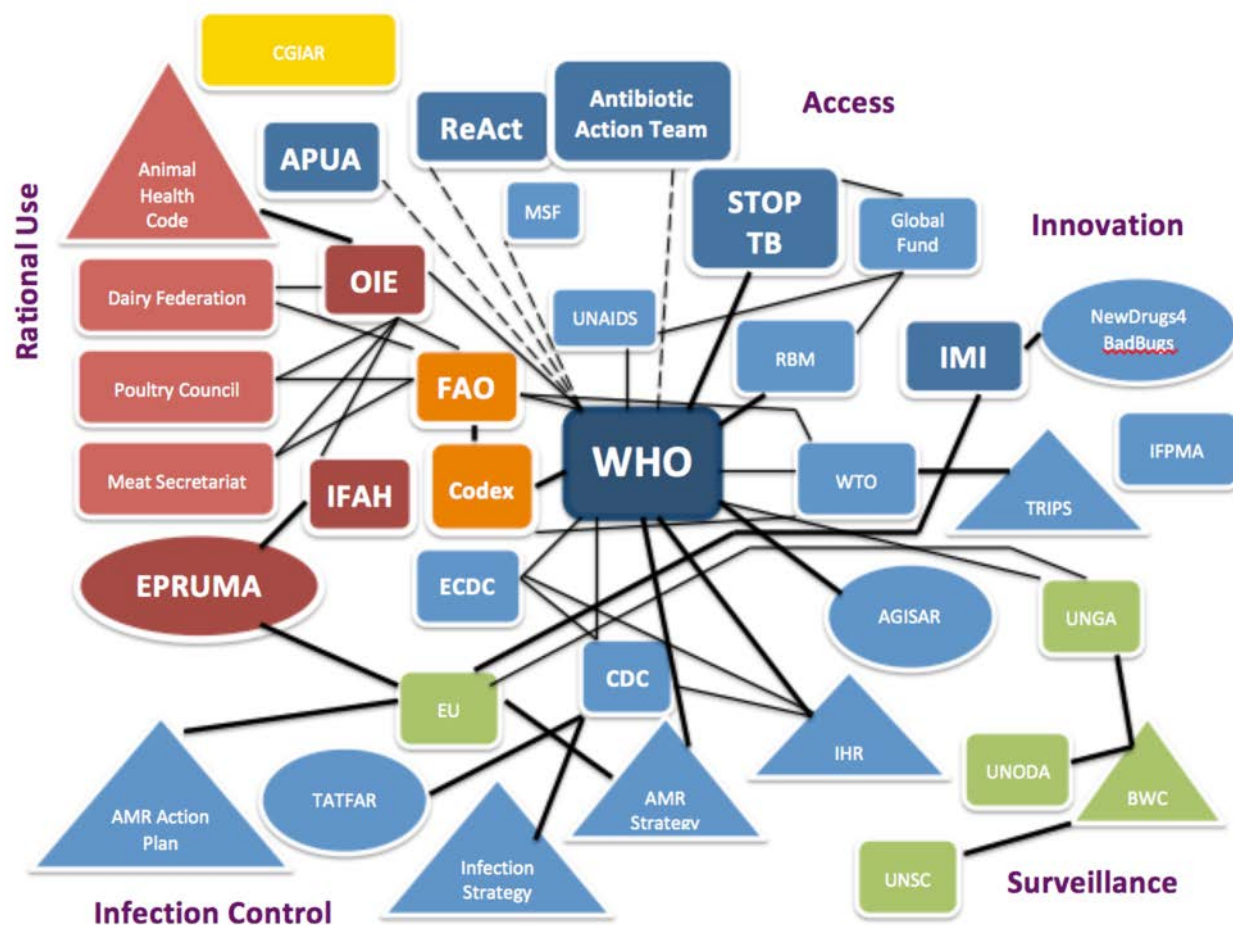 CGIAR
Access
Antibiotic
Action Team
ReAct
APUA
Animal
Health
Code
Rational Use
MSF
STOP
TB
Global
Fund
Innovation
OIE
Dairy Federation
UNAIDS
NewDrugs4
BadBugs
RBM
IMI
FAO
Poultry Council
WHO
IFPMA
WTO
TRIPS
Meat Secretariat
IFAH
Codex
EPRUMA
ECDC
AGISAR
UNGA
CDC
EU
IHR
UNODA
BWC
TATFAR
AMR Action
Plan
AMR
Strategy
Infection
Strategy
UNSC
Surveillance
Infection Control